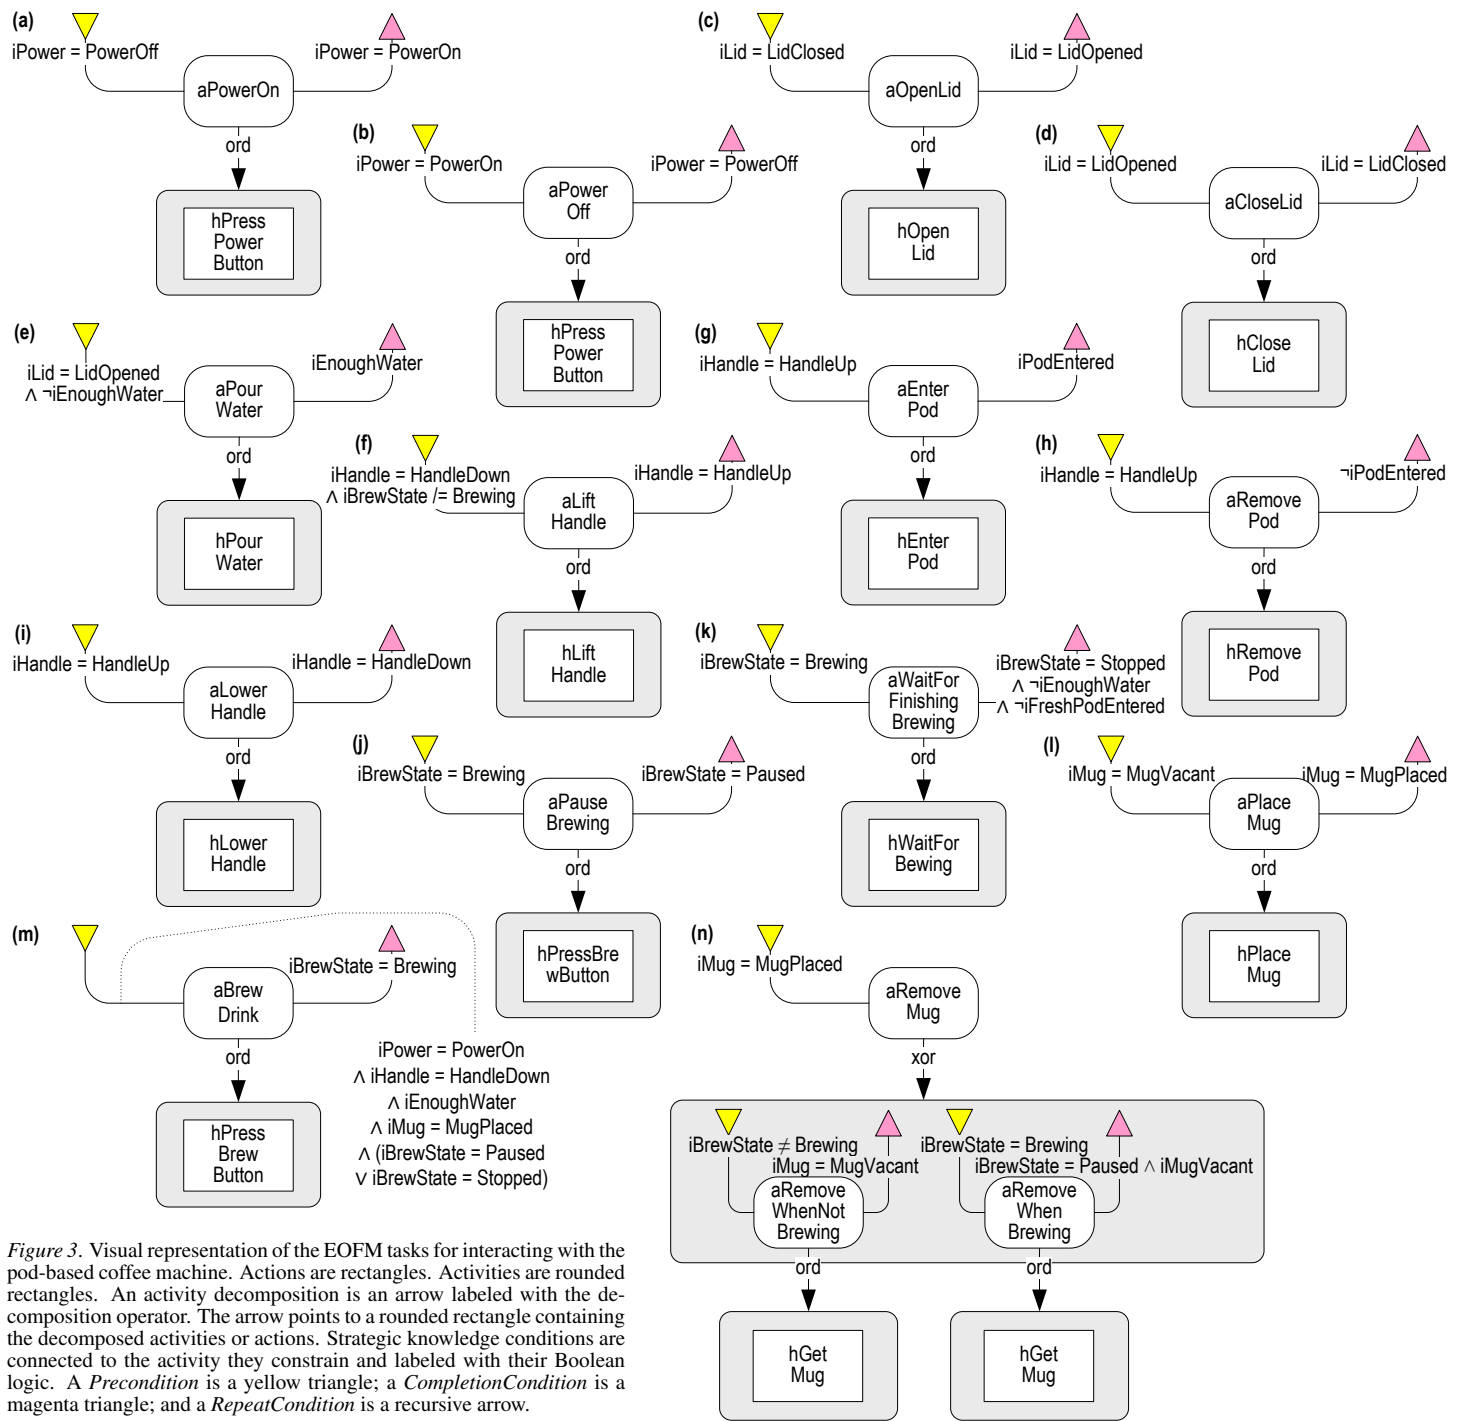 (a)
iPower = PowerOff
iPower = PowerOn
aPowerOn
ord
hPress
Power
Button
(b)
iPower = PowerOn
iPower = PowerOff
aPower
Off
ord
hPress
Power
Button
(c)
iLid = LidClosed
iLid = LidOpened
aOpenLid
ord
hOpen
Lid
(d)
iLid = LidOpened
iLid = LidClosed
aCloseLid
ord
hClose
Lid
(e)
iLid = LidOpened
∧ ¬iEnoughWater
iEnoughWater
aPour
Water
ord
hPour
Water
(f)
iHandle = HandleDown
∧ iBrewState /= Brewing
iHandle = HandleUp
aLift
Handle
ord
hLift
Handle
(g)
iHandle = HandleUp
iPodEntered
aEnter
Pod
ord
hEnter
Pod
(h)
iHandle = HandleUp
¬iPodEntered
aRemove
Pod
ord
hRemove
Pod
(i)
iHandle = HandleUp
iHandle = HandleDown
aLower
Handle
ord
hLower
Handle
(j)
iBrewState = Brewing
iBrewState = Paused
aPause
Brewing
ord
hPressBre
wButton
(k)
iBrewState = Brewing
iBrewState = Stopped
∧ ¬iEnoughWater
∧ ¬iFreshPodEntered
aWaitFor
Finishing
Brewing
ord
hWaitFor
Bewing
(l)
iMug = MugVacant
iMug = MugPlaced
aPlace
Mug
ord
hPlace
Mug
(m)
iBrewState = Brewing
aBrew
Drink
ord
hPress
Brew
Button
iPower = PowerOn
∧ iHandle = HandleDown
∧ iEnoughWater
∧ iMug = MugPlaced
∧ (iBrewState = Paused
∨ iBrewState = Stopped)
(n)
iMug = MugPlaced
aRemove
Mug
xor
iBrewState ≠ Brewing
iMug = MugVacant
aRemove
WhenNot
Brewing
ord
hGet
Mug
iBrewState = Brewing
iBrewState = Paused ∧ iMugVacant
aRemove
When
Brewing
ord
hGet
Mug
Figure 3. Visual representation of the EOFM tasks for interacting with the
pod-based coffee machine. Actions are rectangles. Activities are rounded
rectangles. An activity decomposition is an arrow labeled with the de-
composition operator. The arrow points to a rounded rectangle containing
the decomposed activities or actions. Strategic knowledge conditions are
connected to the activity they constrain and labeled with their Boolean
logic. A Precondition is a yellow triangle; a CompletionCondition is a
magenta triangle; and a RepeatCondition is a recursive arrow.